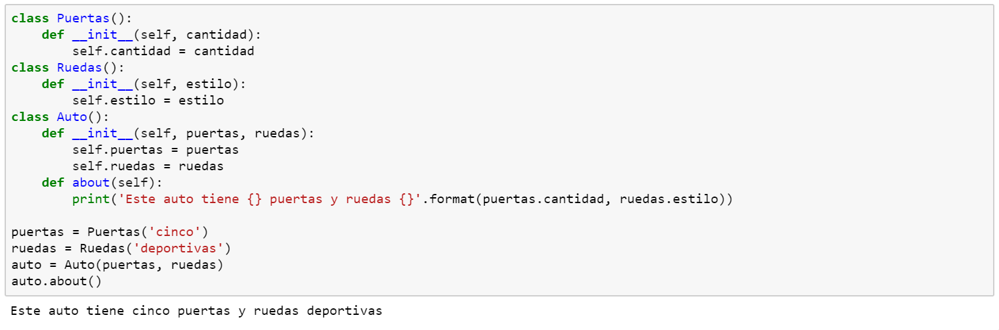 class Puertas():
    def __init__(self, cantidad):
        self.cantidad = cantidad
class Ruedas():
    def __init__(self, estilo):
        self.estilo = estilo
class Auto():
    def __init__(self, puertas, ruedas):
        self.puertas = puertas
        self.ruedas = ruedas
    def about(self):
        print('Este auto tiene {} puertas y ruedas {}'.format(puertas.cantidad, ruedas.estilo))

puertas = Puertas('cinco')
ruedas = Ruedas('deportivas')
auto = Auto(puertas, ruedas)
auto.about()
Este auto tiene cinco puertas y ruedas deportivas